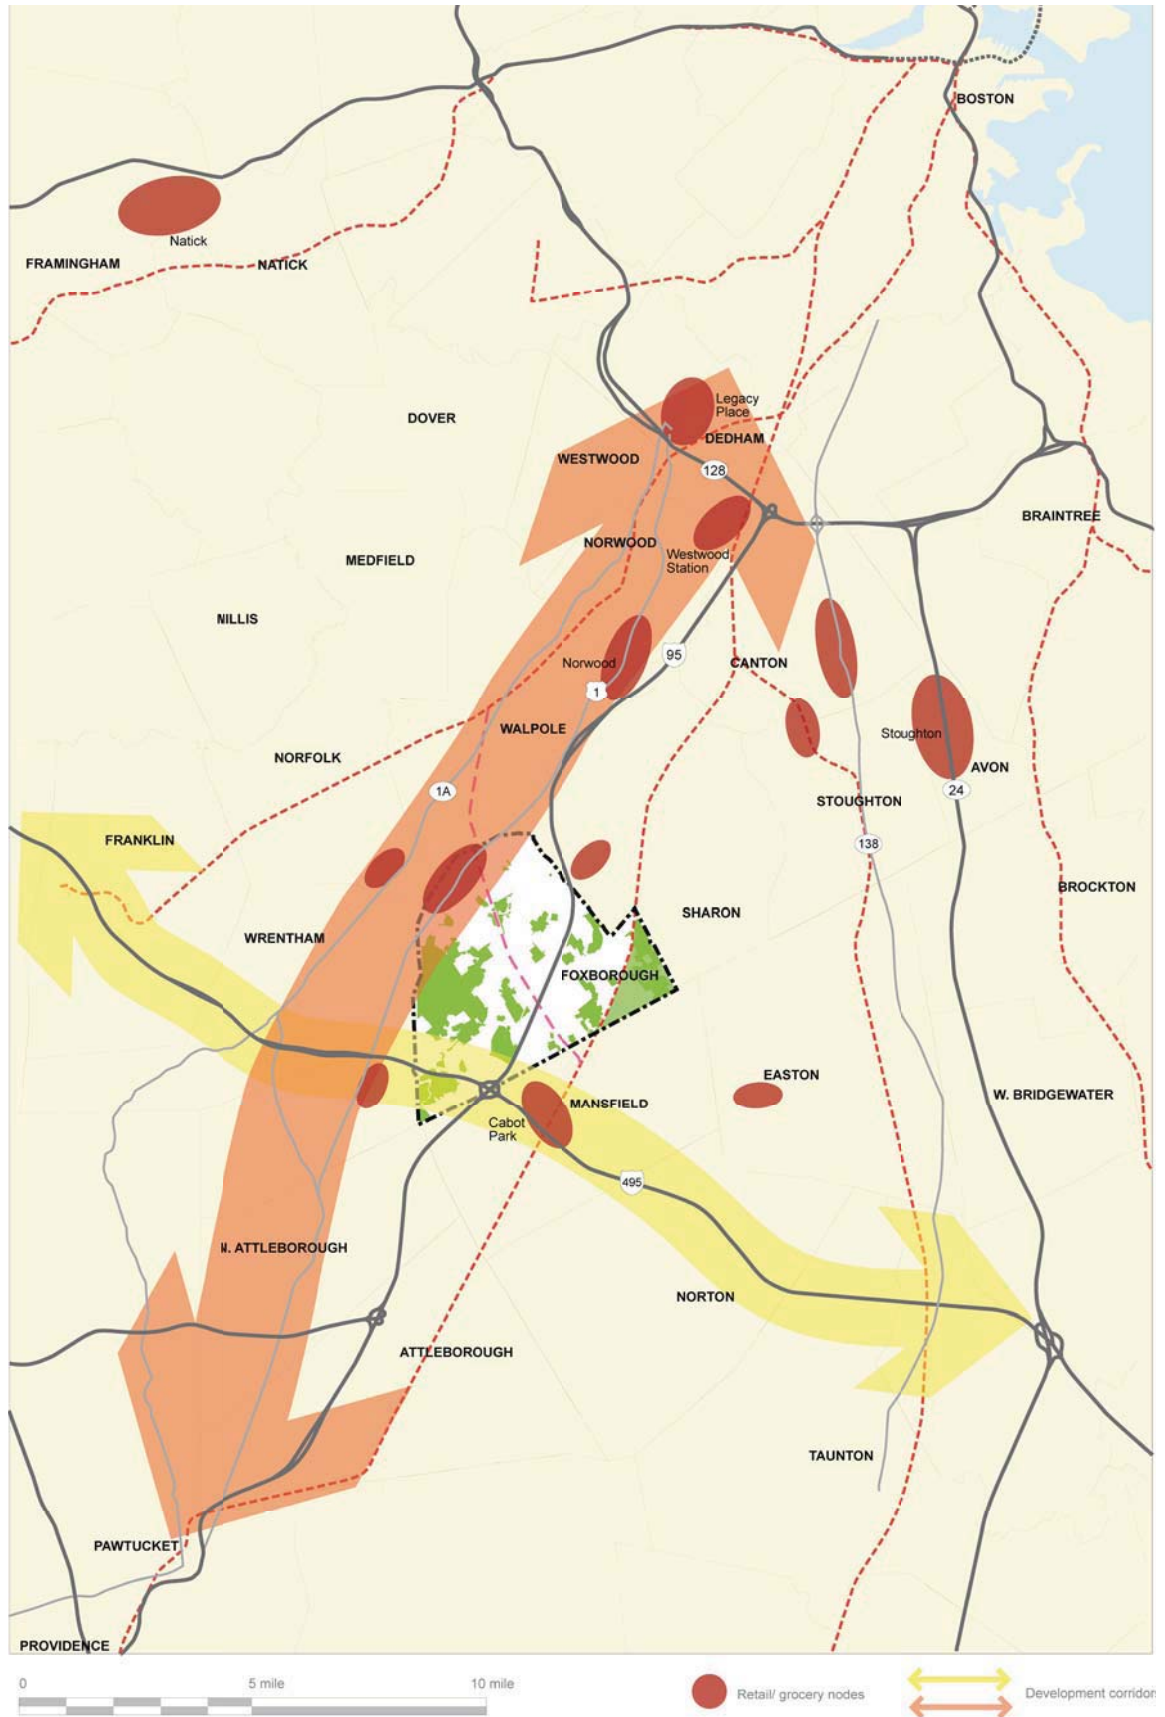 BOSTON
Natick
FRAMINGHAM
NATICK
Legacy
Place
DOVER
DEDHAM
WESTWOOD
128
BRAINTREE
NORWOOD
Westwood
Station
MEDFIELD
NILLIS
95
Norwood
CANTON
1
WALPOLE
Stoughton
NORFOLK
AVON
1A
24
STOUGHTON
FRANKLIN
138
BROCKTON
SHARON
WRENTHAM
FOXBOROUGH
EASTON
W. BRIDGEWATER
MANSFIELD
Cabot
Park
495
N. ATTLEBOROUGH
NORTON
ATTLEBOROUGH
TAUNTON
PAWTUCKET
PROVIDENCE
0 5 mile 10 mile
Retail/ grocery nodes
Development corridors